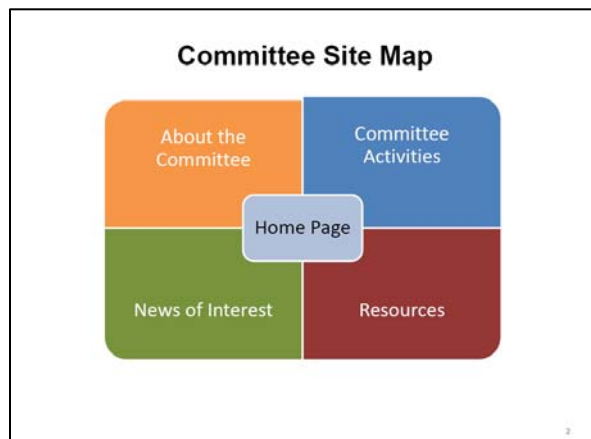 Committee Site Map
About the
Committee
Committee
Activities
Home Page
News of Interest
Resources
2